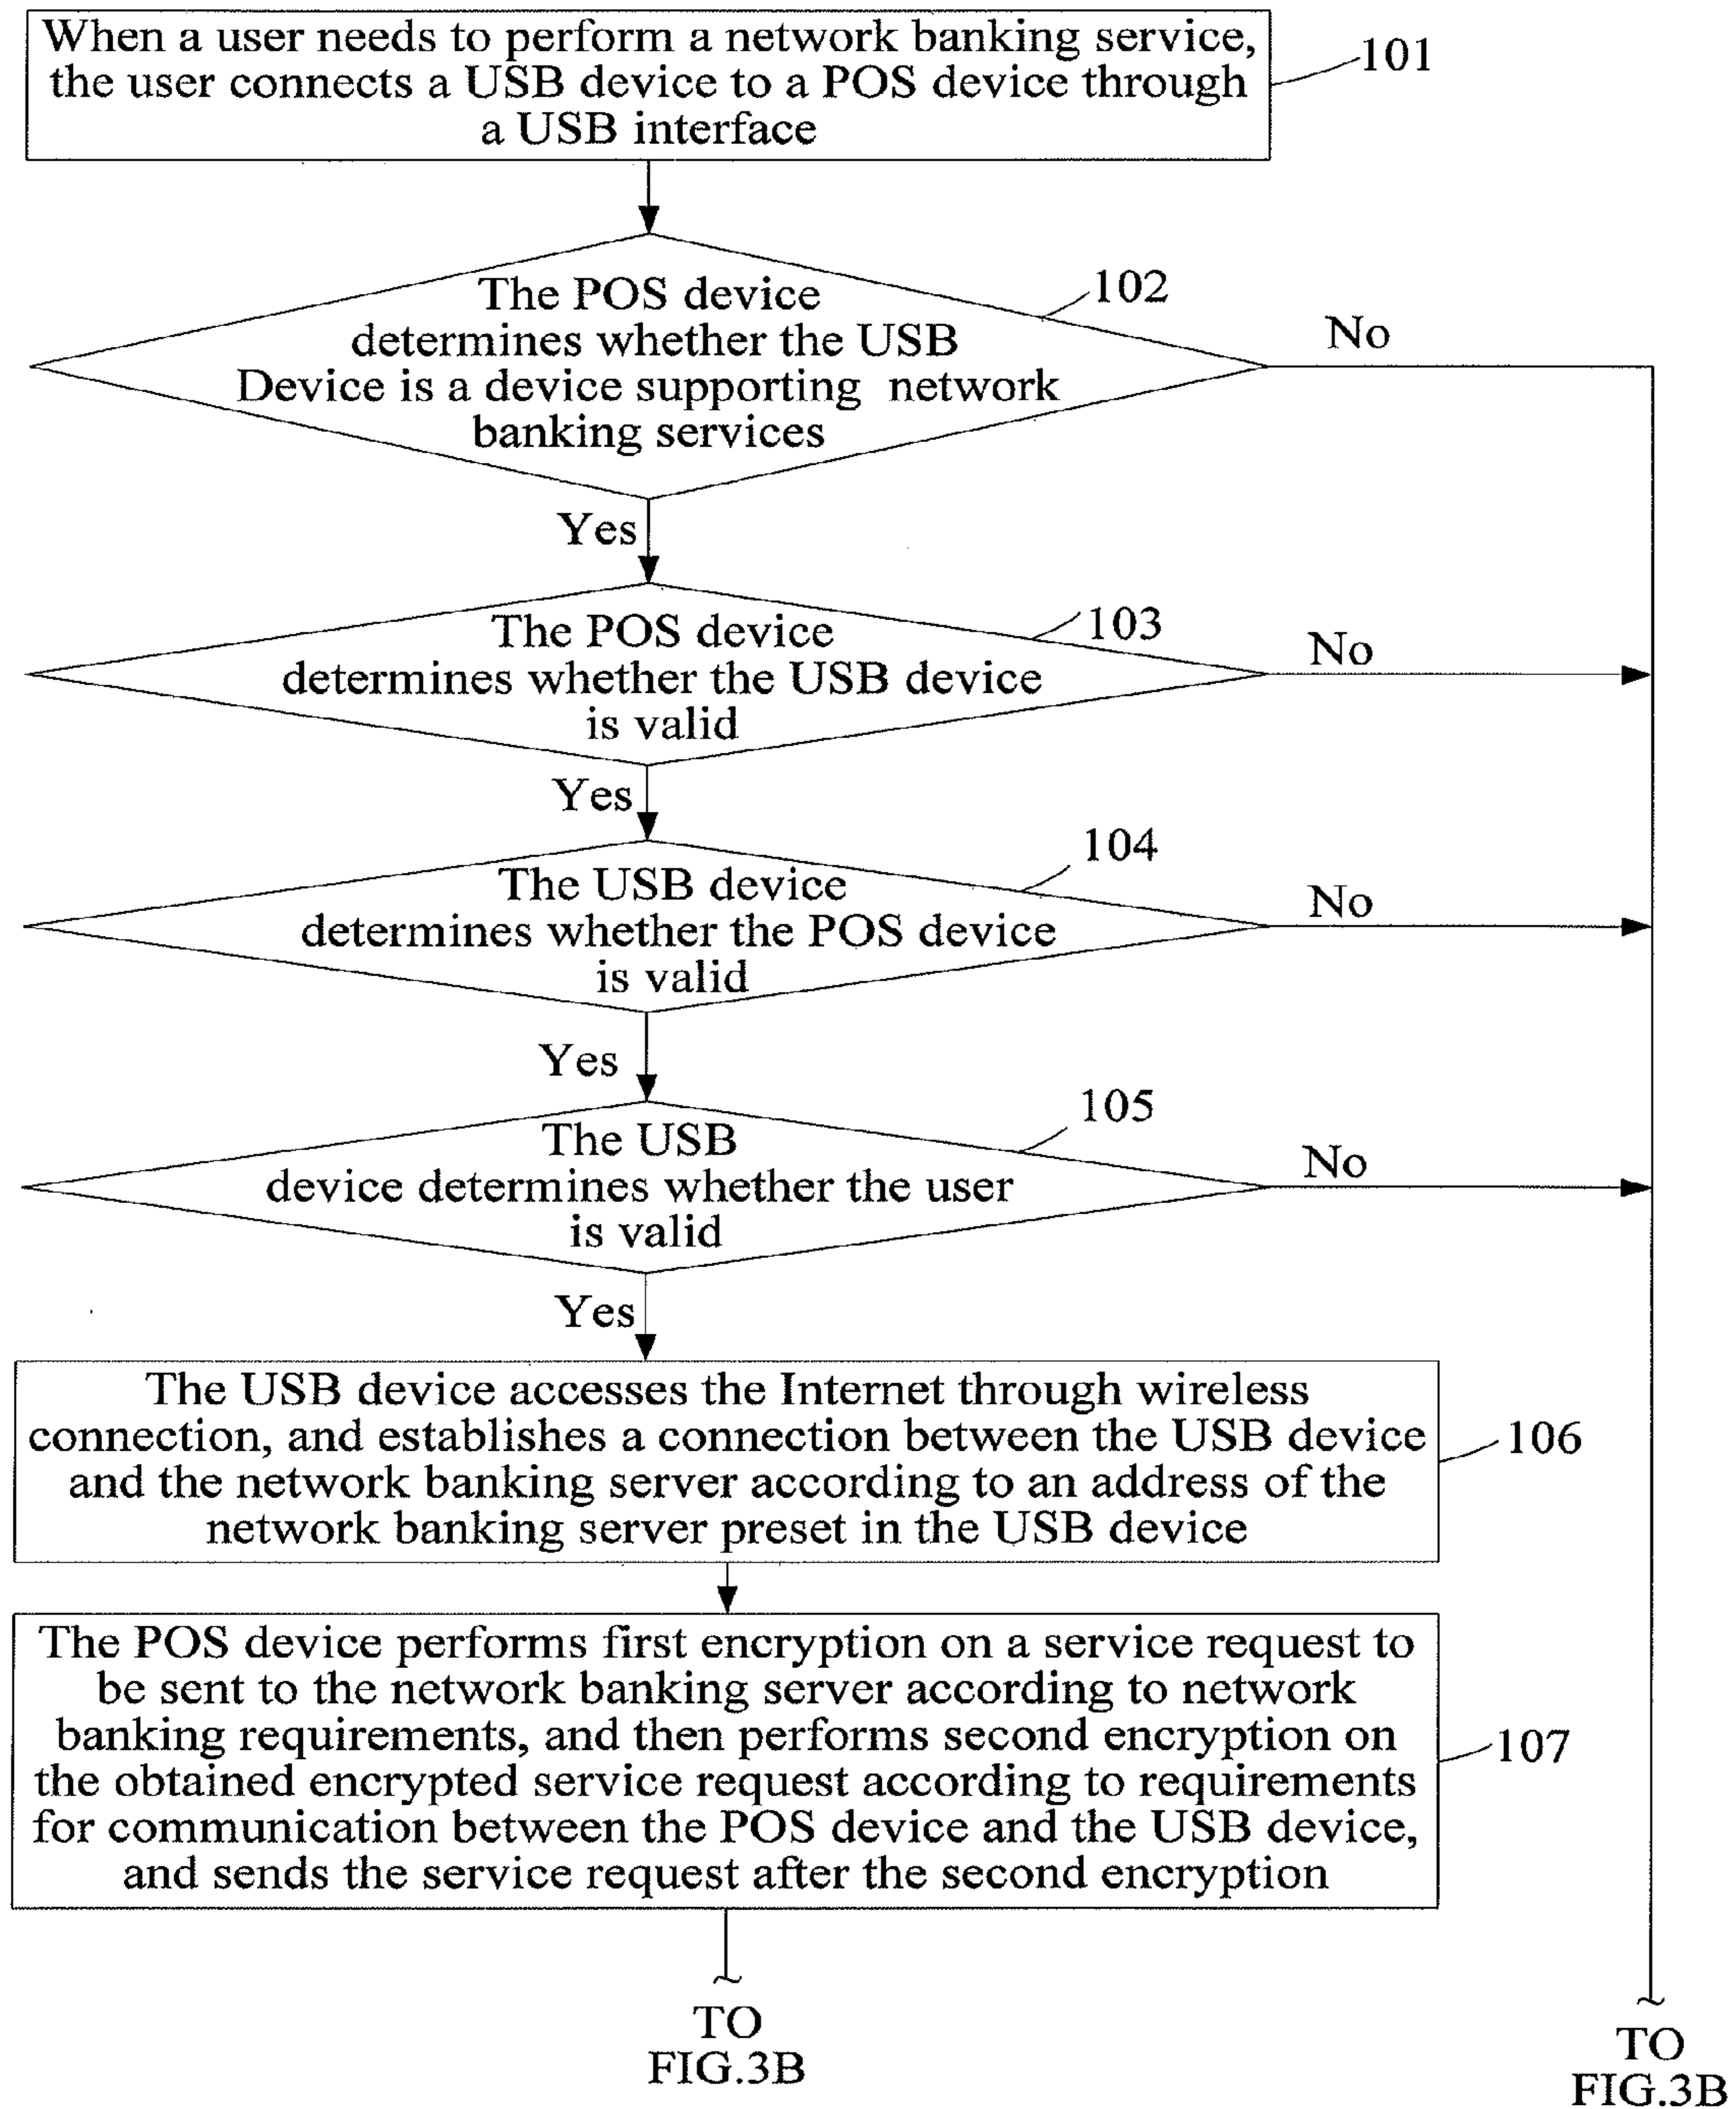 When a user needs to perform a network banking service,
the user connects a USB device to a POS device through
a USB interface
101
The POS device
determines whether the USB
Device is a device supporting network
banking services
102
No
Yes
The POS device
determines whether the USB device
is valid
103
No
Yes
The USB device
determines whether the POS device
is valid
104
No
Yes
The USB
device determines whether the user
is valid
105
No
Yes
The USB device accesses the Internet through wireless
connection, and establishes a connection between the USB device
and the network banking server according to an address of the
network banking server preset in the USB device
106
The POS device performs first encryption on a service request to
be sent to the network banking server according to network
banking requirements, and then performs second encryption on
the obtained encrypted service request according to requirements
for communication between the POS device and the USB device,
and sends the service request after the second encryption
107
TO
FIG.3B
TO
FIG.3B